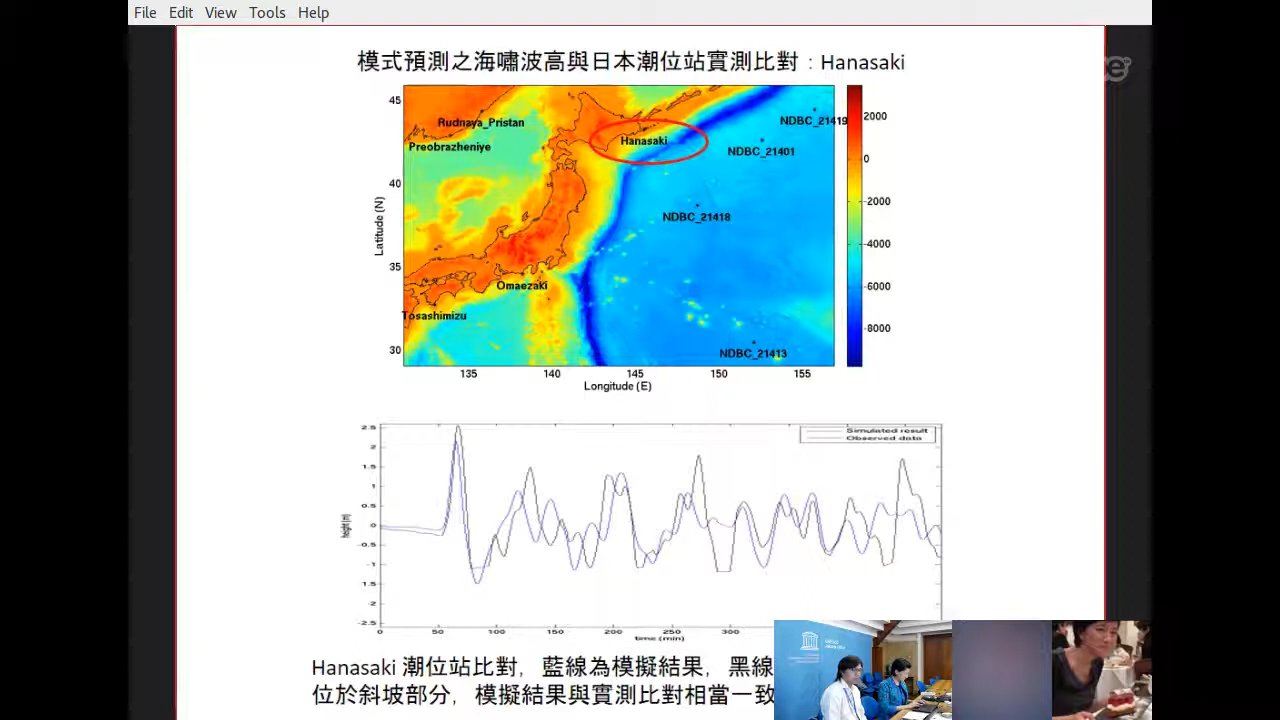 File Edit View Tools Help
模式預測之海嘯波高與日本潮位站實測比對：Hanasaki
45
40
35
30
Latitude (N)
Rudnaya_Pristan
Preobrazheniye
Hanasaki
NDBC_21419
NDBC_21401
NDBC_21418
Omaezaki
Tosashimizu
NDBC_21413
135 140 145 150 155
Longitude (E)
2000
0
-2000
-4000
-6000
-8000
Simulated result
Observed data
2.5
2
1.5
1
0.5
0
-0.5
-1
1.5
-2
-2.5
height (m)
0 50 100 150 200 250 300
time (min)
Hanasaki 潮位站比對，藍線為模擬結果，黑線
位於斜坡部分，模擬結果與實測比對相當一致